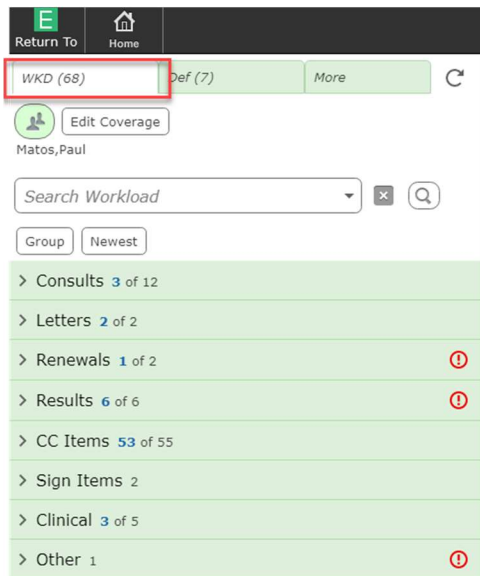 E
Return To Home
WKD (68) Def (7) More
Edit Coverage
Matos,Paul
Search Workload
Group Newest
Consults 3 of 12
Letters 2 of 2
Renewals 1 of 2
Results 6 of 6
CC Items 53 of 55
Sign Items 2
Clinical 3 of 5
Other 1